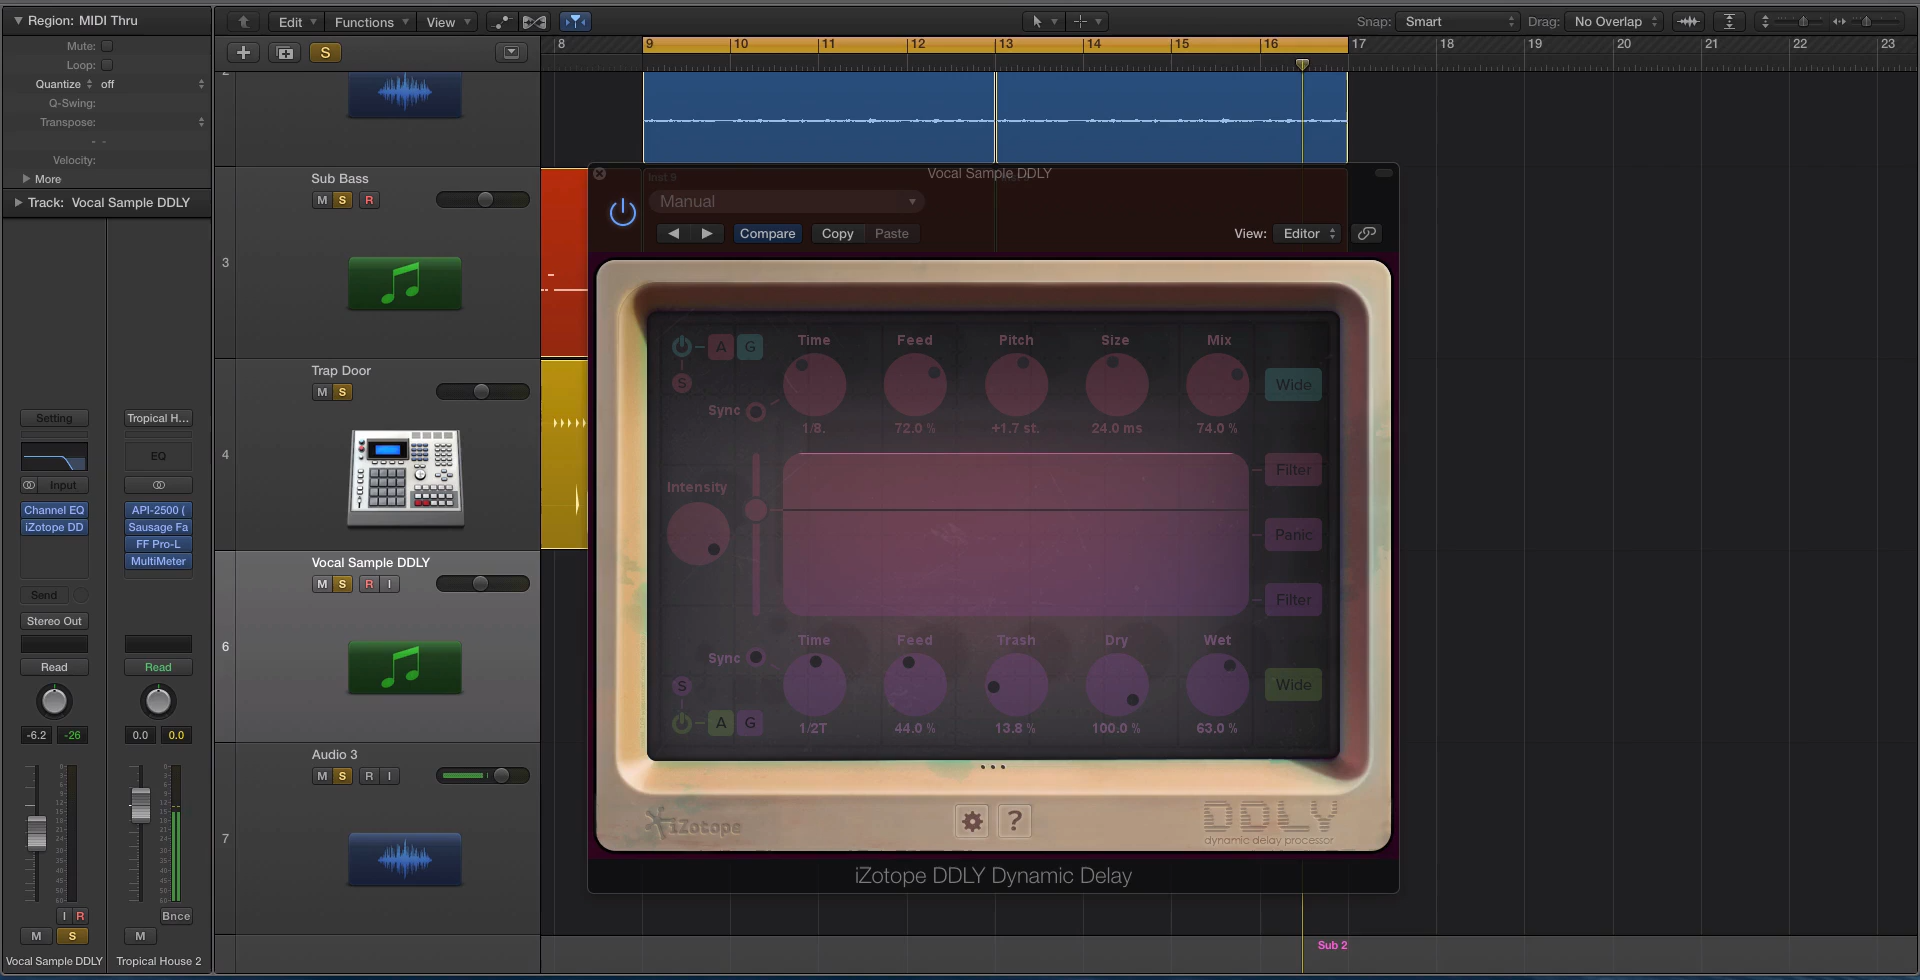 Region: MIDI Thru
Edit Functions View Snap: Smart Drag: No Overlap
Mute:
Loop:
Quantize off
Q-Swing:
Transpose:
- -
Velocity:
More
Track: Vocal Sample DDLY
S
8 9 10 11 12 13 14 15 16 17 18 19 20 21 22 23
Sub Bass
M S R
3
Trap Door
M S
4
Vocal Sample DDLY
M S R I
6
Audio 3
M S R I
7
Setting Tropical H...
EQ
Input
Channel EQ API-2500 (
iZotope DD Sausage Fa
FF Pro-L
MultiMeter
Send
Stereo Out
Read Read
-6.2 -26 0.0 0.0
I R Bnce
M S M
Vocal Sample DDLY Tropical House 2
Inst 9
Vocal Sample DDLY
Manual
Compare Copy Paste View: Editor
A G Time Feed Pitch Size Mix
S Wide
Sync
1/8. 72.0 % +1.7 st. 24.0 ms 74.0 %
Filter
Intensity
Panic
Filter
Time Feed Trash Dry Wet
Sync
S Wide
A G 1/2T 44.0 % 13.8 % 100.0 % 63.0 %
iZotope ? DDLY
dynamic delay processor
iZotope DDLY Dynamic Delay
Sub 2